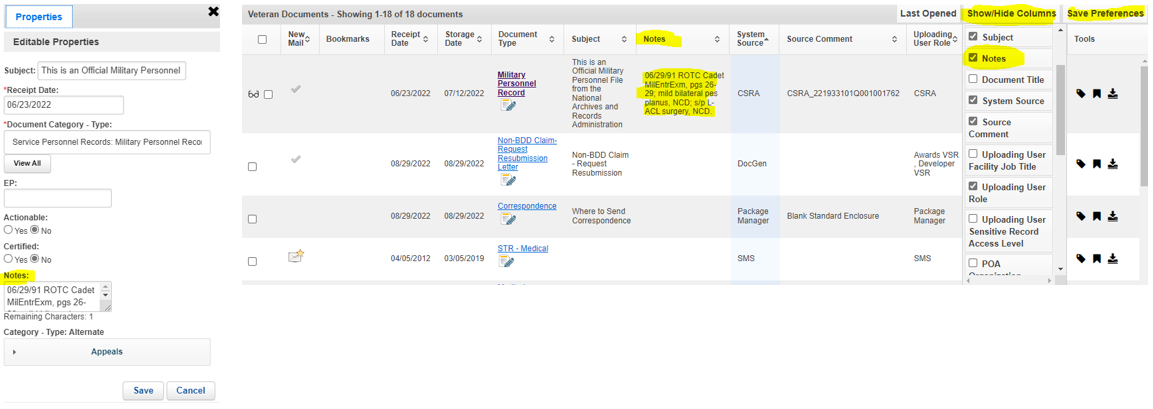 Properties
Editable Properties
Subject: This is an Official Military Personnel
*Receipt Date:
06/23/2022
*Document Category - Type:
Service Personnel Records: Military Personnel Reco
View All
EP:
Actionable:
Yes No
Certified:
Yes No
Notes:
06/29/91 ROTC Cadet
MilEntrExm, pgs 26-
Remaining Characters: 1
Category - Type: Alternate
Appeals
Save Cancel
Veteran Documents - Showing 1-18 of 18 documents
Last Opened Show/Hide Columns Save Preferences
New Mail Bookmarks Receipt Date Storage Date Document Type Subject Notes System Source Source Comment Uploading User Role Tools
06/23/2022 07/12/2022
Military
Personnel
Record
This is an
Official Military
Personnel File
from the
National
Archives and
Records
Administration
06/29/91 ROTC Cadet
MilEntrExm, pgs 26-
29; mild bilateral pes
planus, NCD; s/p L-
ACL surgery, NCD.
CSRA CSRA_221933101Q001001762 CSRA
08/29/2022 08/29/2022
Non-BDD Claim-
Request
Resubmission
Letter
Non-BDD Claim
- Request
Resubmission
DocGen
Awards VSR
, Developer
VSR
08/29/2022 08/29/2022 Correspondence
Where to Send
Correspondence
Package
Manager
Blank Standard Enclosure
Package
Manager
04/05/2012 03/05/2019 STR - Medical SMS SMS
Subject
Notes
Document Title
System Source
Source
Comment
Uploading User
Facility Job Title
Uploading User
Role
Uploading User
Sensitive Record
Access Level
POA